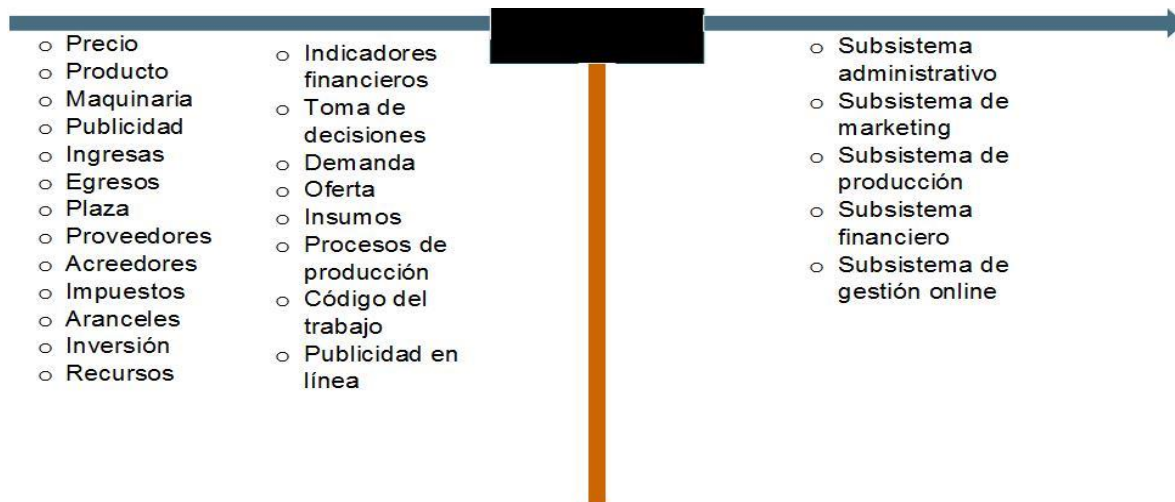 o Precio
o Producto
o Maquinaria
o Publicidad
o Ingresas
o Egresos
o Plaza
o Proveedores
o Acreedores
o Impuestos
o Aranceles
o Inversión
o Recursos
o Indicadores
financieros
o Toma de
decisiones
o Demanda
o Oferta
o Insumos
o Procesos de
producción
o Código del
trabajo
o Publicidad en
línea
o Subsistema
administrativo
o Subsistema de
marketing
o Subsistema de
producción
o Subsistema
financiero
o Subsistema de
gestión online